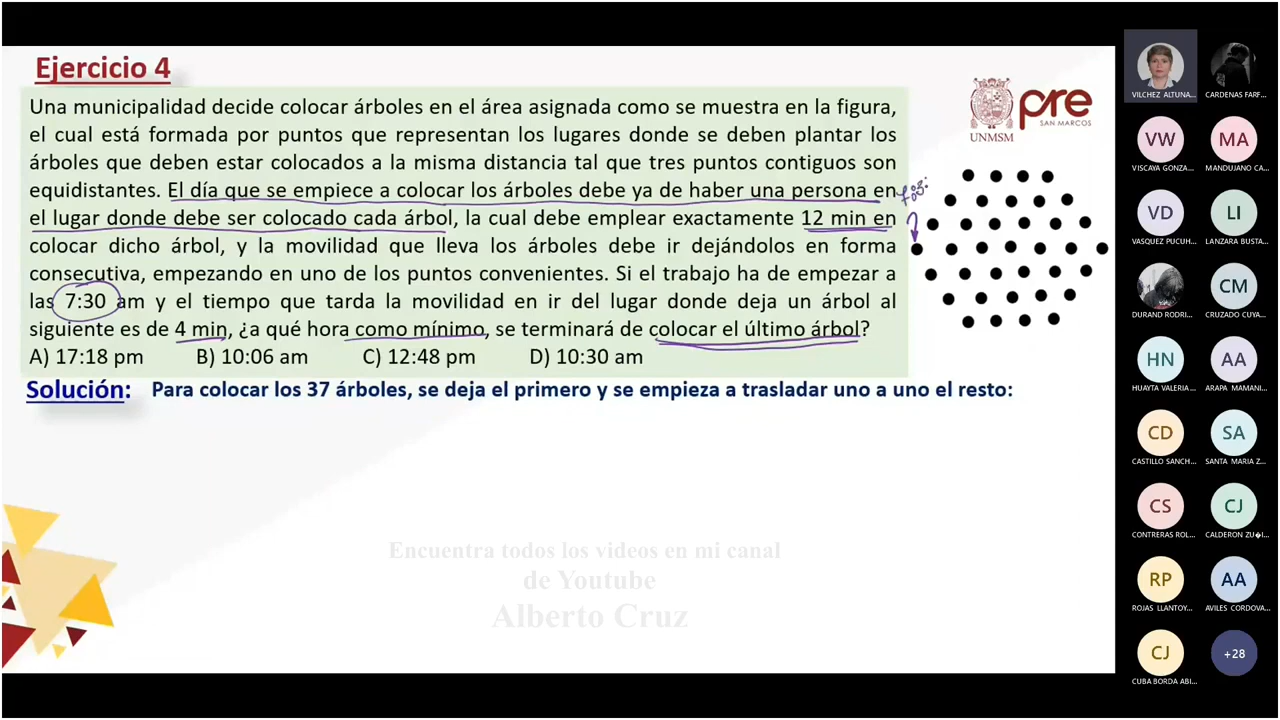 Ejercicio 4
Una municipalidad decide colocar árboles en el área asignada como se muestra en la figura,
el cual está formada por puntos que representan los lugares donde se deben plantar los
árboles que deben estar colocados a la misma distancia tal que tres puntos contiguos son
equidistantes. El día que se empiece a colocar los árboles debe ya de haber una persona en
el lugar donde debe ser colocado cada árbol, la cual debe emplear exactamente 12 min en
colocar dicho árbol, y la movilidad que lleva los árboles debe ir dejándolos en forma
consecutiva, empezando en uno de los puntos convenientes. Si el trabajo ha de empezar a
las 7:30 am y el tiempo que tarda la movilidad en ir del lugar donde deja un árbol al
siguiente es de 4 min, ¿a qué hora como mínimo, se terminará de colocar el último árbol?
A) 17:18 pm B) 10:06 am C) 12:48 pm D) 10:30 am
Solución: Para colocar los 37 árboles, se deja el primero y se empieza a trasladar uno a uno el resto:
UNMSM
pre
SAN MARCOS
Encuentra todos los videos en mi canal
de Youtube
Alberto Cruz
VILCHEZ ALTUNA...
CARDENAS FARF...
VW
MA
VISCAYA GONZA...
MANDUJANO CA...
VD
LI
VASQUEZ PUCUH...
LANZARA BUSTA...
CM
DURAND RODRI...
CRUZADO CUYA...
HN
AA
HUAYTA VALERIA...
ARAPA MAMANI...
CD
SA
CASTILLO SANCH...
SANTA MARIA Z...
CS
CJ
CONTRERAS ROL...
CALDERON ZU�I...
RP
AA
ROJAS LLANTOY...
AVILES CORDOVA...
CJ
+28
CUBA BORDA ABI...